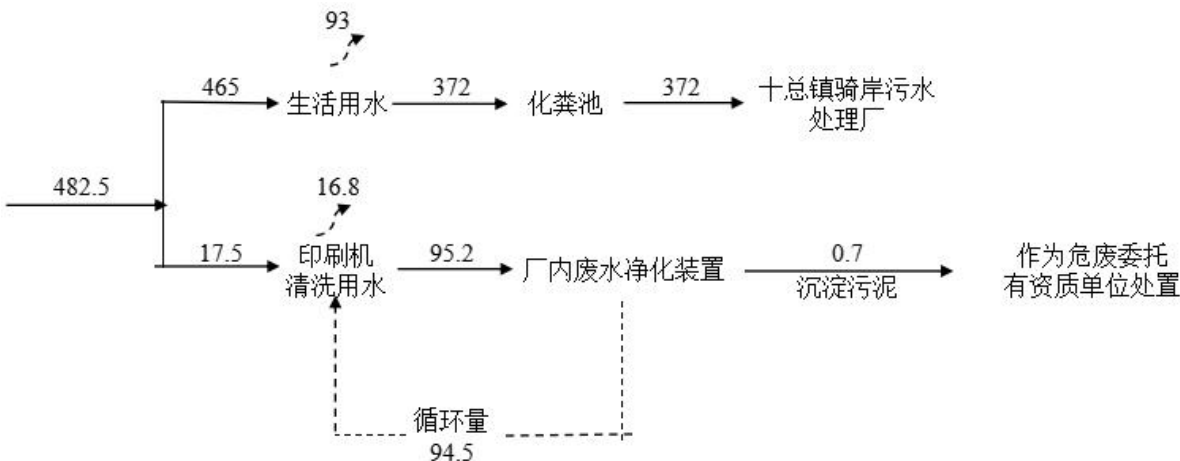 93
465
生活用水
372
化粪池
372
十总镇骑岸污水
处理厂
482.5
16.8
17.5
印刷机
清洗用水
95.2
厂内废水净化装置
0.7
沉淀污泥
作为危废委托
有资质单位处置
循环量
94.5